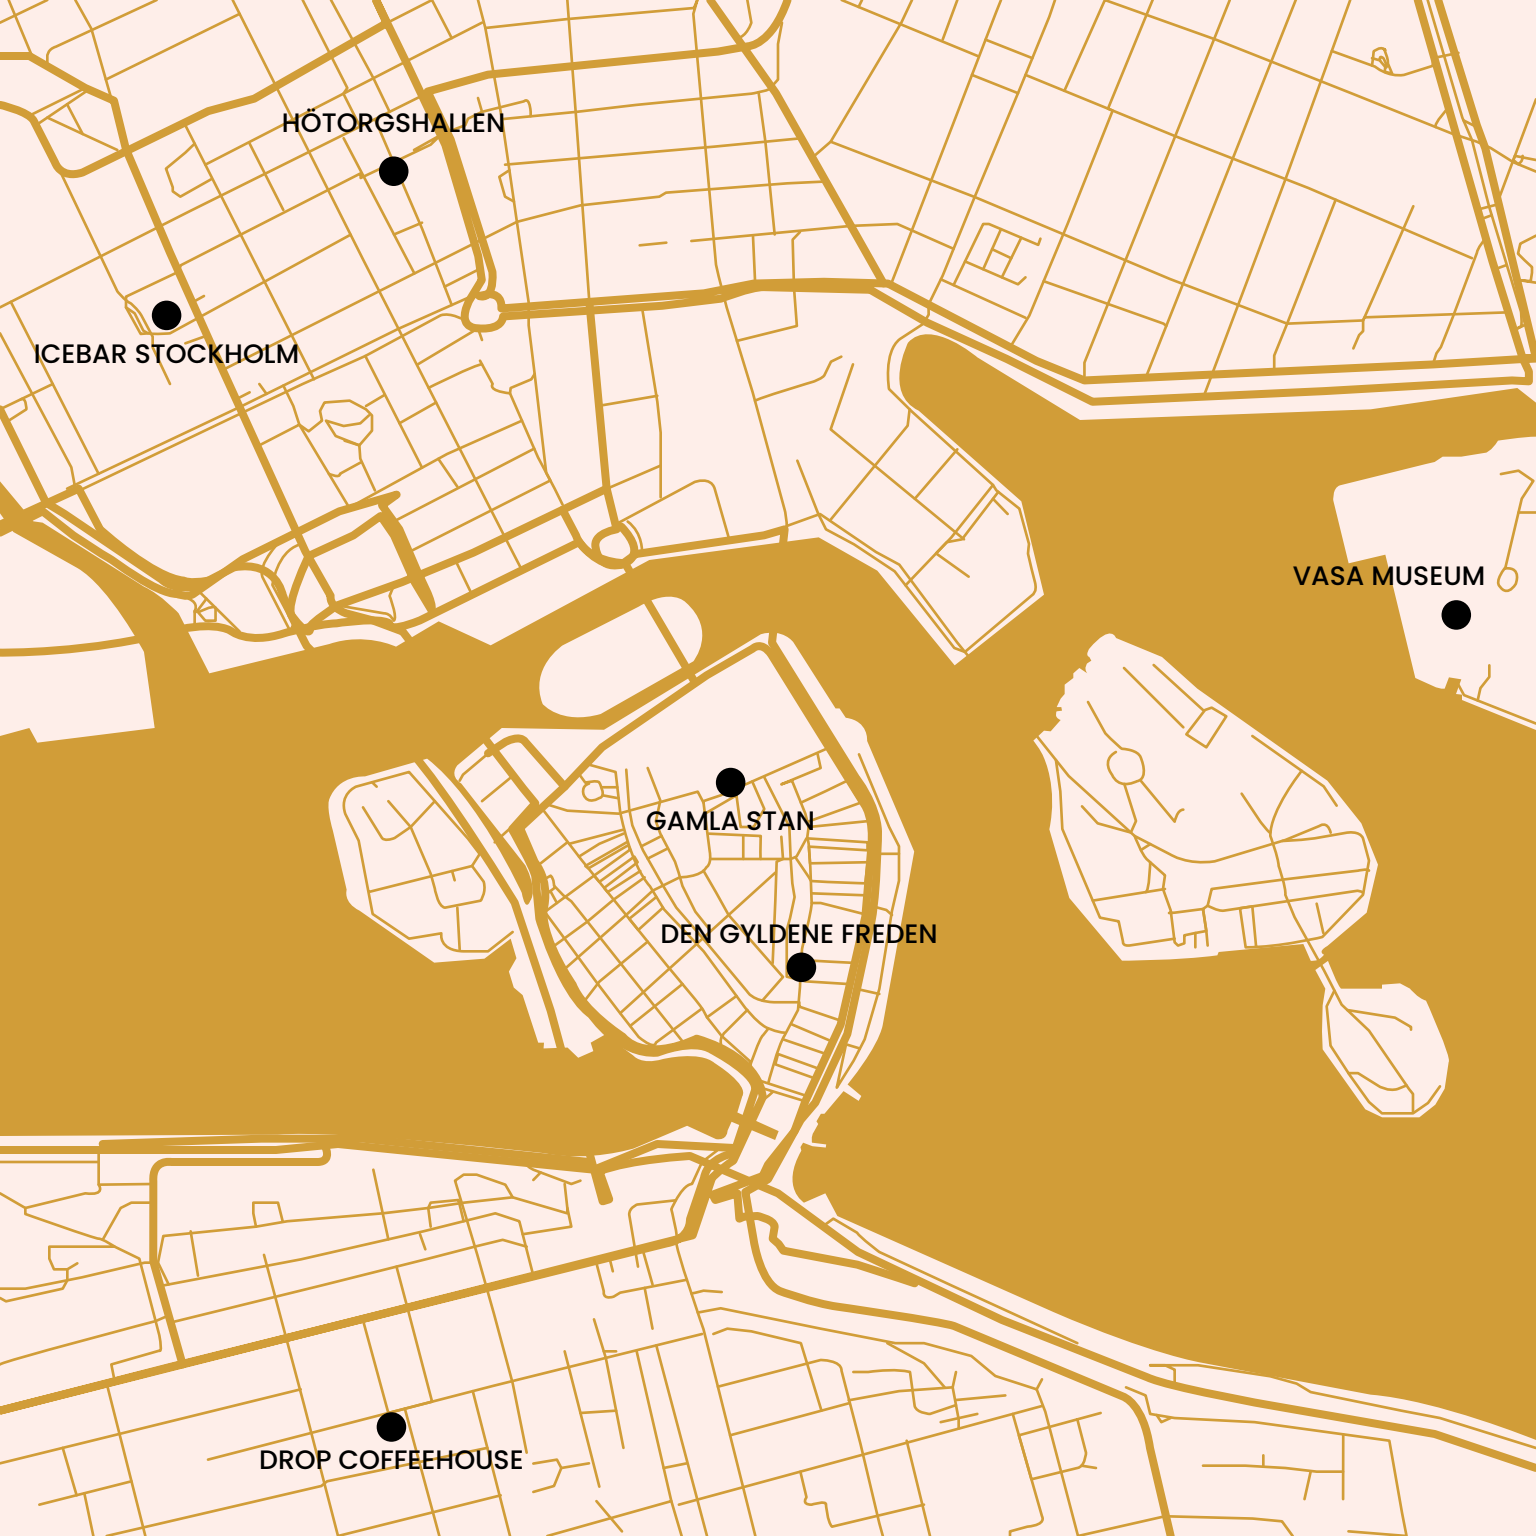 HÖTORGSHALLEN
ICEBAR STOCKHOLM
VASA MUSEUM
GAMLA STAN
DEN GYLDENE FREDEN
DROP COFFEEHOUSE